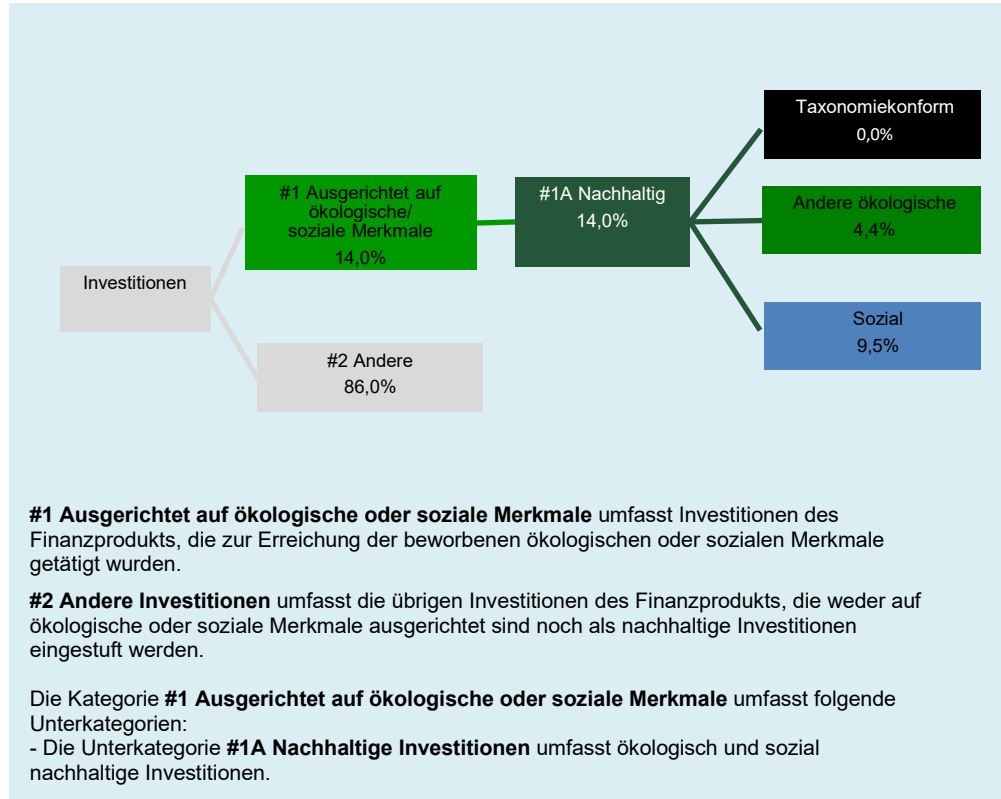 Taxonomiekonform
0,0%
#1 Ausgerichtet auf
ökologische/
soziale Merkmale
14,0%
#1A Nachhaltig
14,0%
Andere ökologische
4,4%
Investitionen
Sozial
9,5%
#2 Andere
86,0%
#1 Ausgerichtet auf ökologische oder soziale Merkmale umfasst Investitionen des
Finanzprodukts, die zur Erreichung der beworbenen ökologischen oder sozialen Merkmale
getätigt wurden.
#2 Andere Investitionen umfasst die übrigen Investitionen des Finanzprodukts, die weder auf
ökologische oder soziale Merkmale ausgerichtet sind noch als nachhaltige Investitionen
eingestuft werden.
Die Kategorie #1 Ausgerichtet auf ökologische oder soziale Merkmale umfasst folgende
Unterkategorien:
- Die Unterkategorie #1A Nachhaltige Investitionen umfasst ökologisch und sozial
nachhaltige Investitionen.